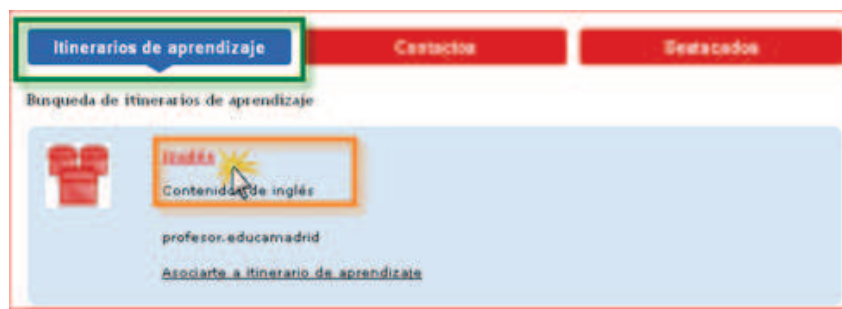 Itinerarios de aprendizaje Contactos Destacados
Busqueda de itinerarios de aprendizaje
Inglés
Contenidos de inglés
profesor.educamadrid
Asociarte a itinerario de aprendizaje